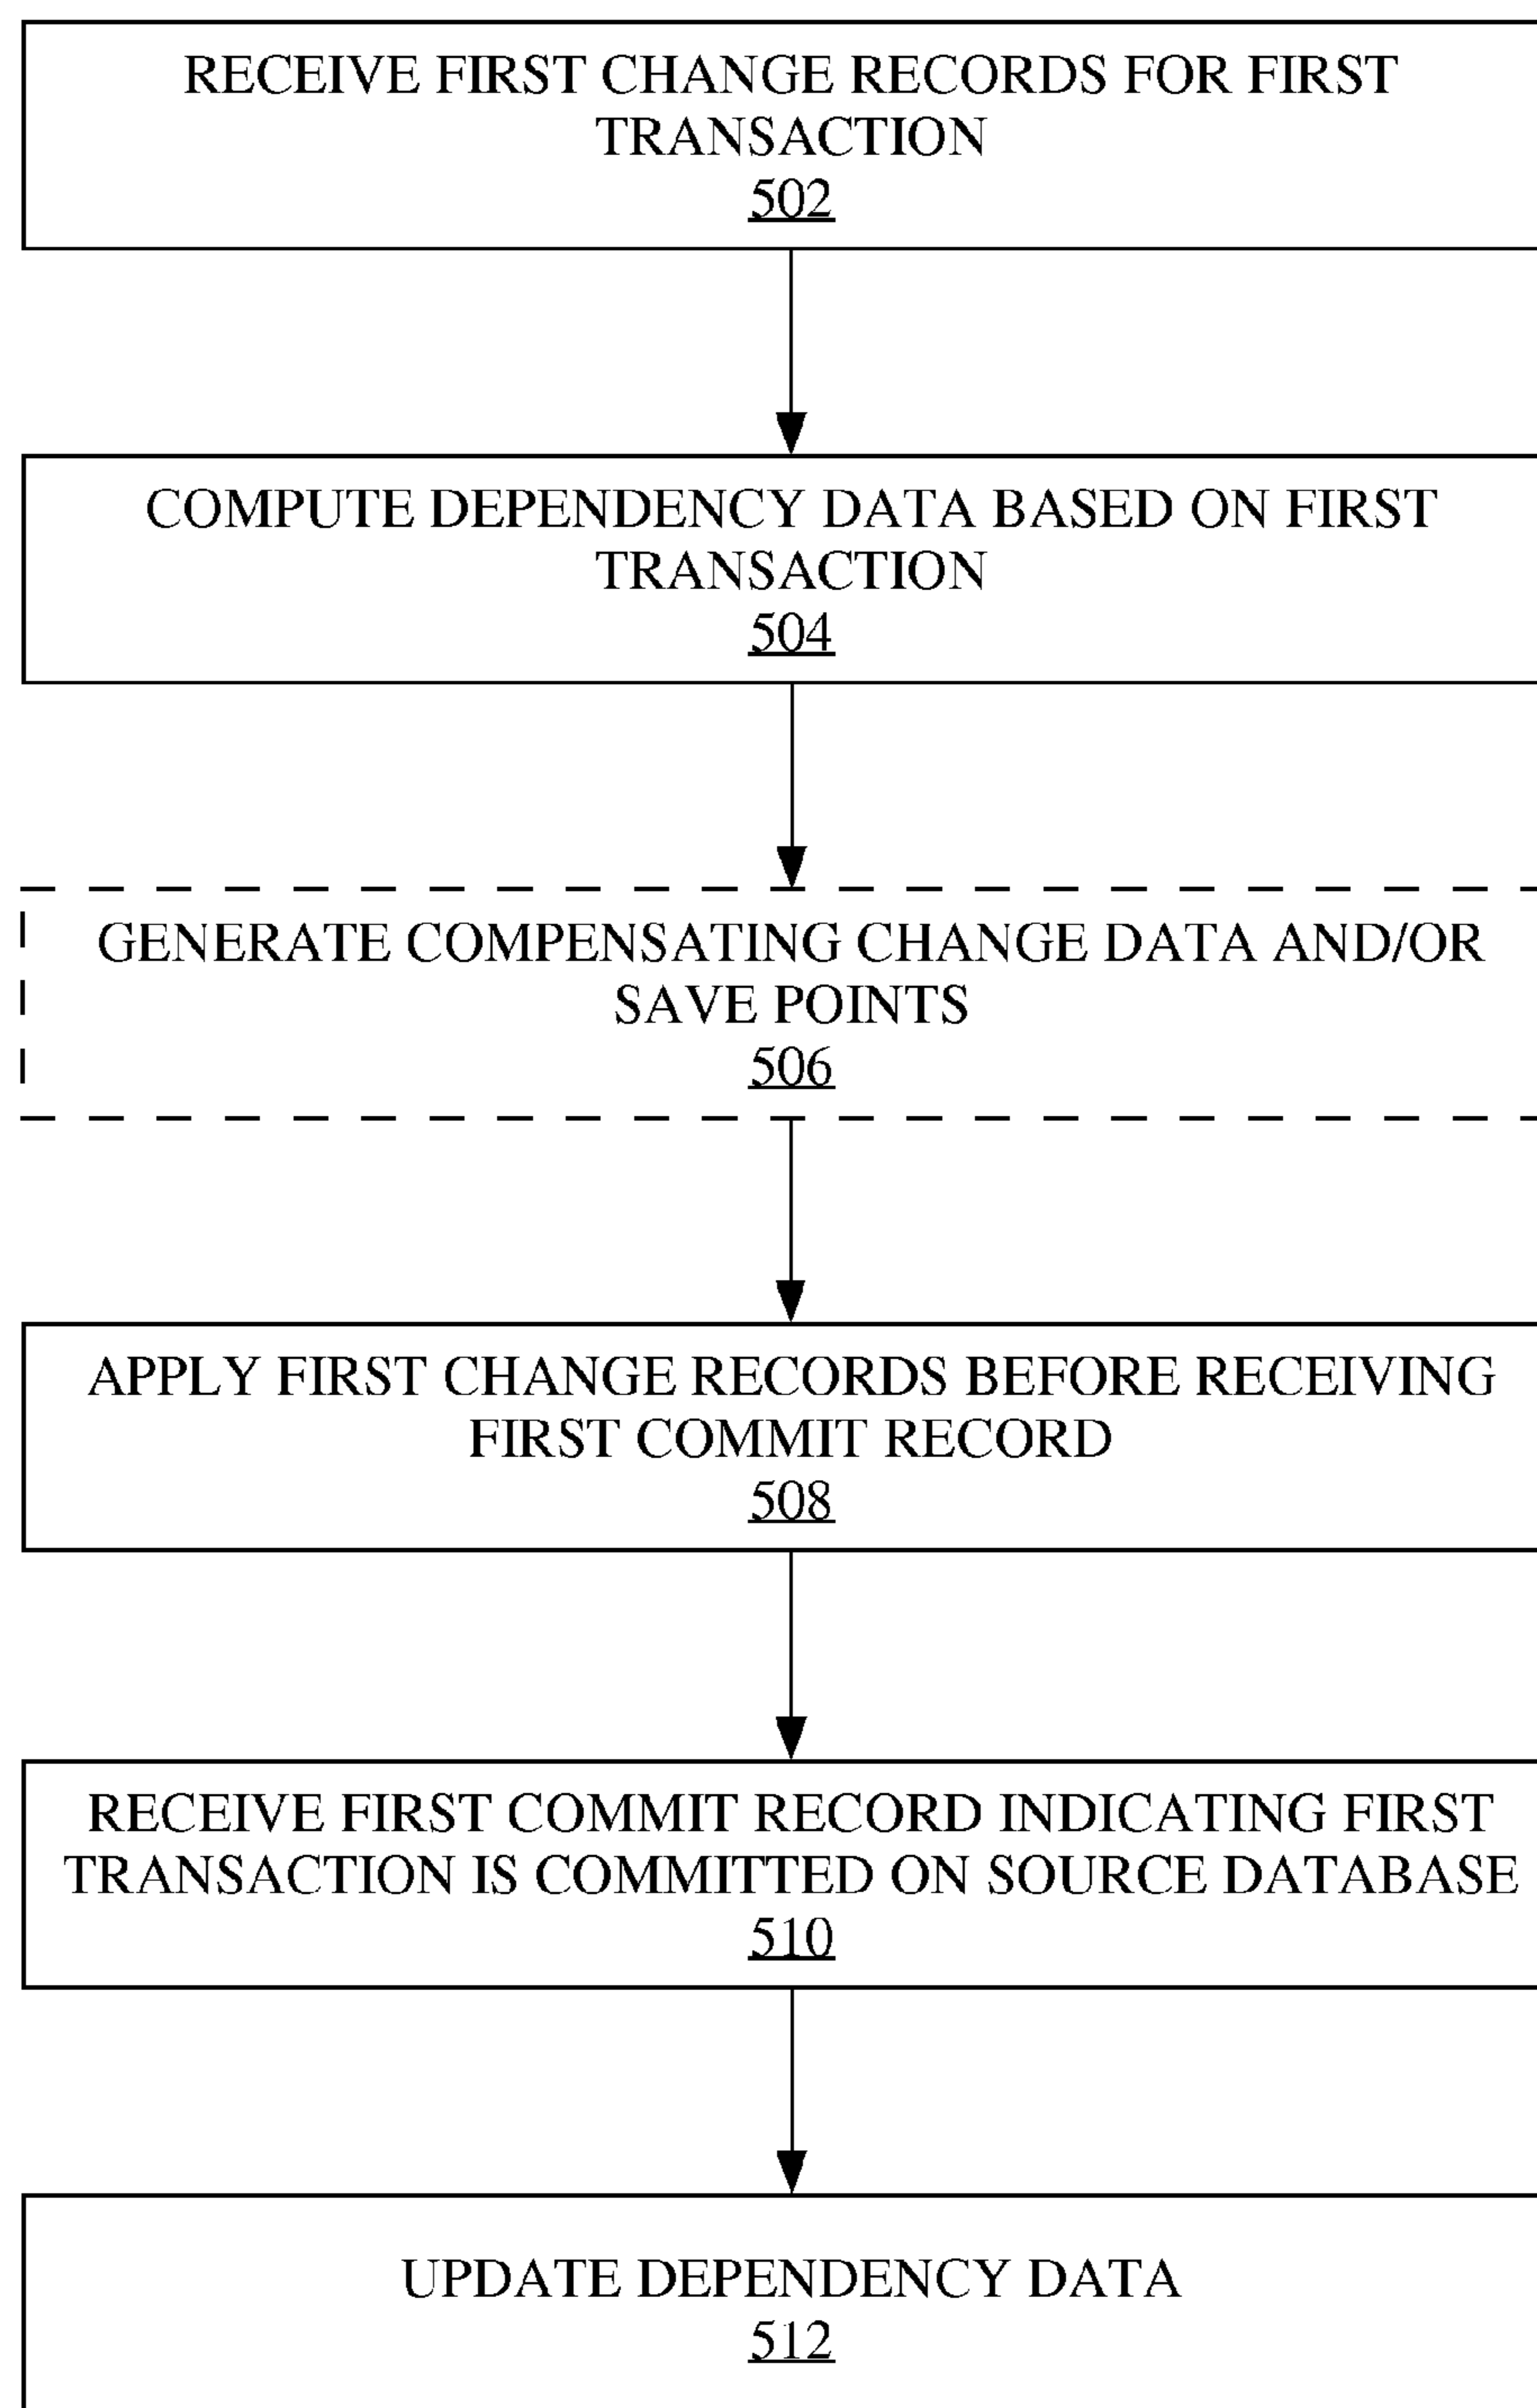 RECEIVE FIRST CHANGE RECORDS FOR FIRST
TRANSACTION
502
COMPUTE DEPENDENCY DATA BASED ON FIRST
TRANSACTION
504
GENERATE COMPENSATING CHANGE DATA AND/OR
SAVE POINTS
506
APPLY FIRST CHANGE RECORDS BEFORE RECEIVING
FIRST COMMIT RECORD
508
RECEIVE FIRST COMMIT RECORD INDICATING FIRST
TRANSACTION IS COMMITTED ON SOURCE DATABASE
510
UPDATE DEPENDENCY DATA
512